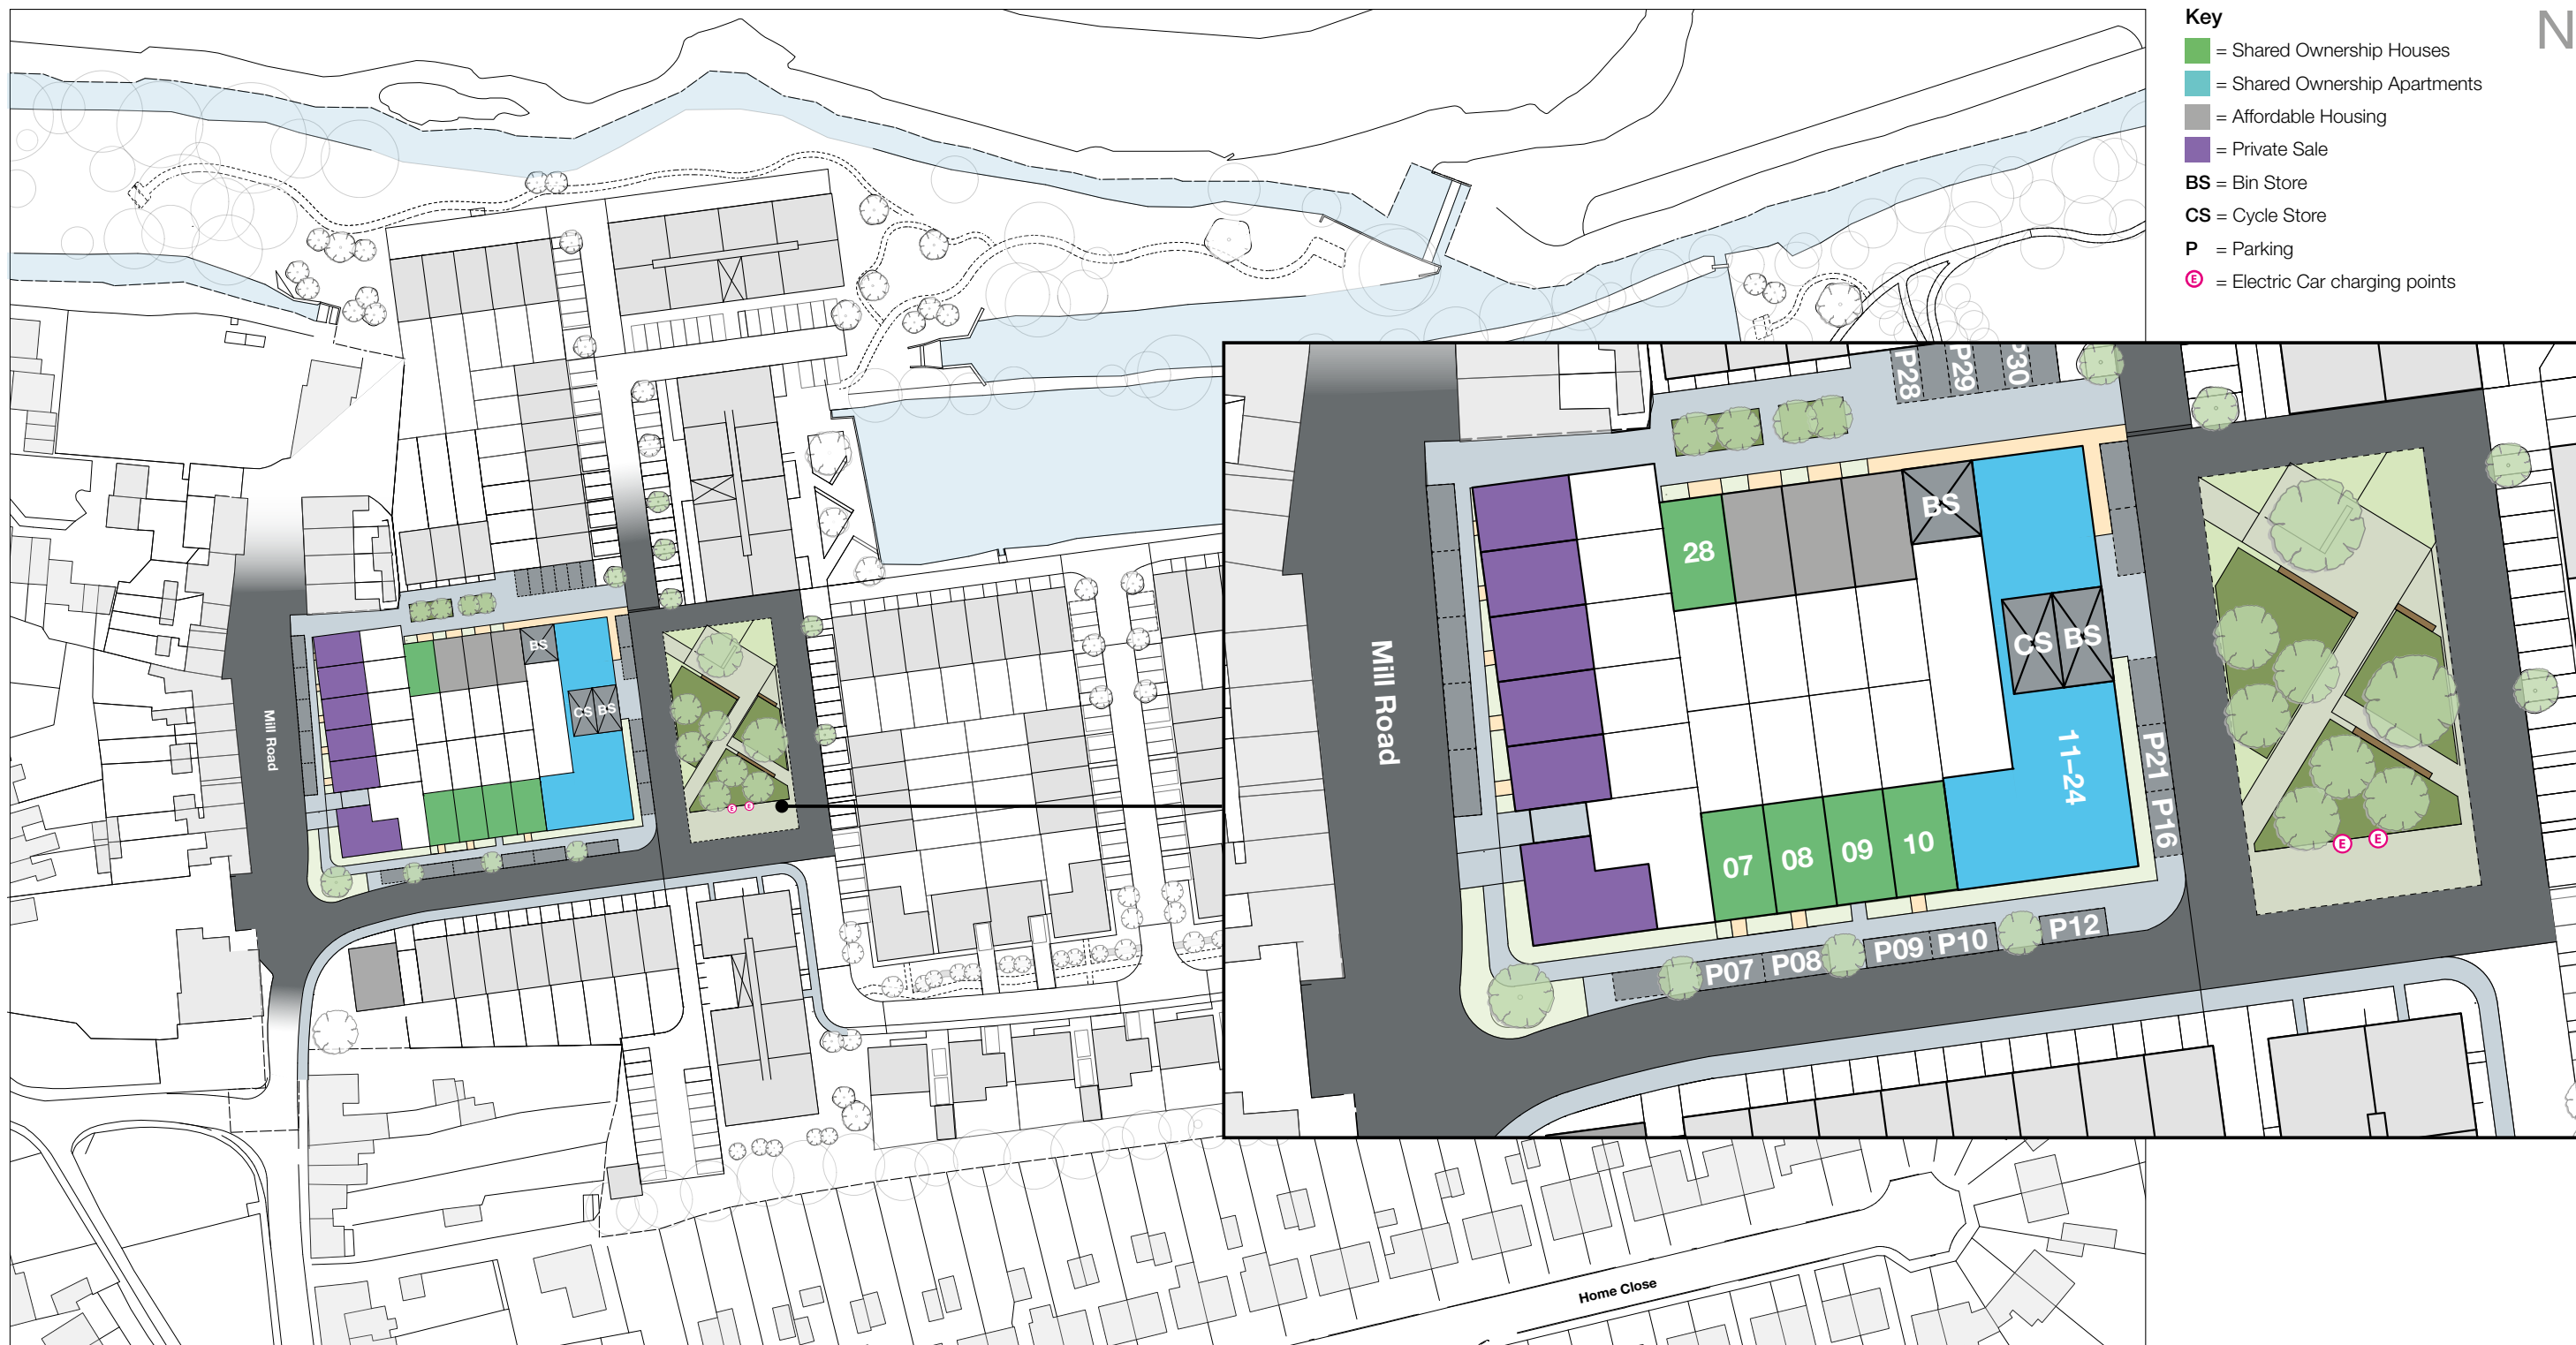 Key
N
= Shared Ownership Houses
= Shared Ownership Apartments
= Affordable Housing
= Private Sale
BS = Bin Store
CS = Cycle Store
P = Parking
E = Electric Car charging points
P28
P29
P30
BS
28
CS BS
Mill Road
11-24
P21
P16
07
08
09
10
E
E
P07
P08
P09
P10
P12
BS
CS BS
Mill Road
E
E
Home Close